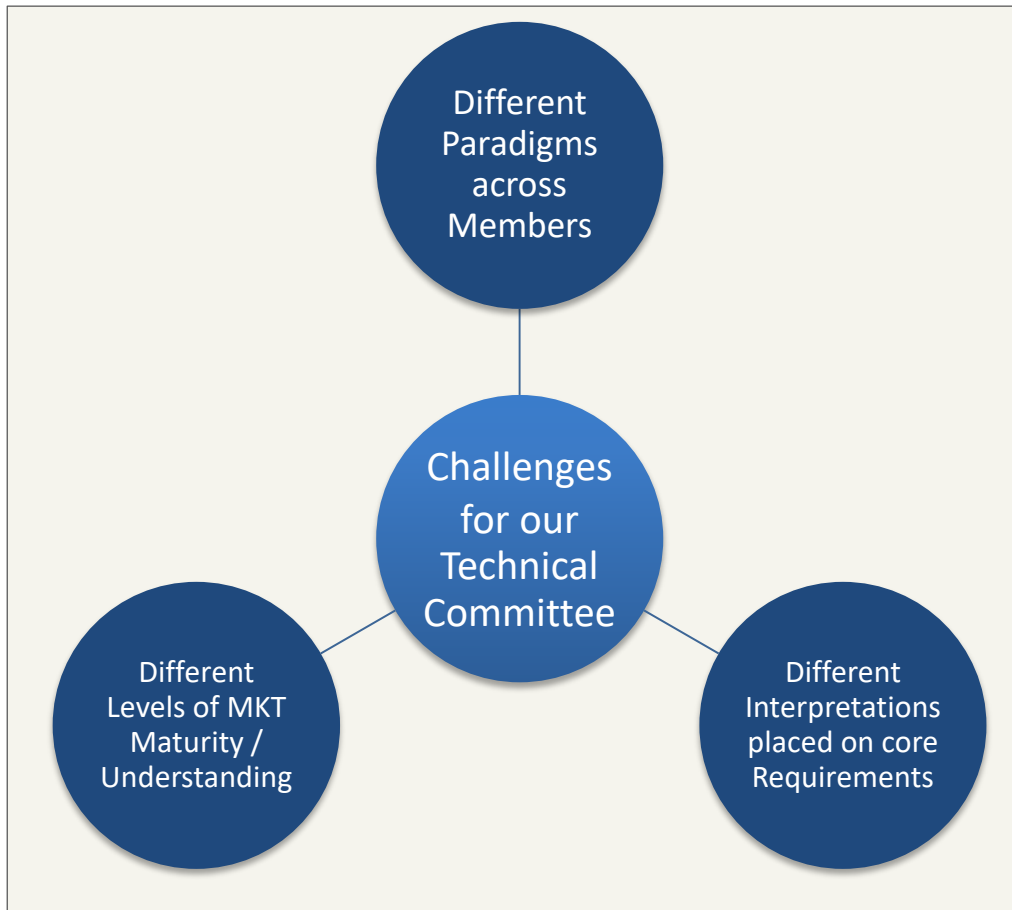 Different
Paradigms
across
Members
Challenges
for our
Technical
Committee
Different
Levels of MKT
Maturity /
Understanding
Different
Interpretations
placed on core
Requirements